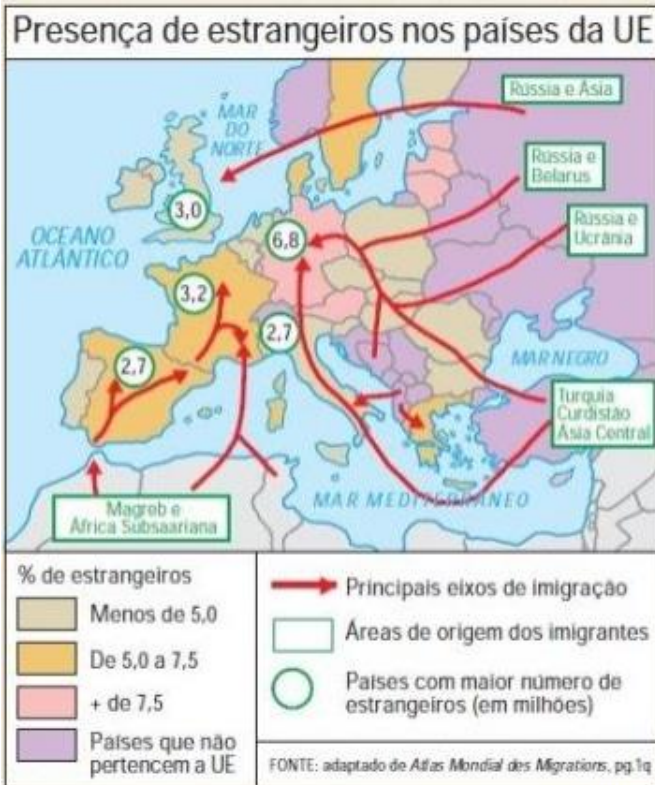 Presença de estrangeiros nos países da UE
Rússia e Ásia
MAR
DO
NORTE
Rússia e
Belarus
3,0
Rússia e
Ucrânia
6,8
OCEANO
ATLÂNTICO
3,2
2,7
2,7
MAR NEGRO
Turquia
Curdistão
Ásia Central
MAR MEDITERRÂNEO
Magreb e
África Subsaariana
% de estrangeiros
Menos de 5,0
De 5,0 a 7,5
+ de 7,5
Países que não
pertencem a UE
Principais eixos de imigração
Áreas de origem dos imigrantes
Países com maior número de
estrangeiros (em milhões)
FONTE: adaptado de Atlas Mondial des Migrations, pg.1q